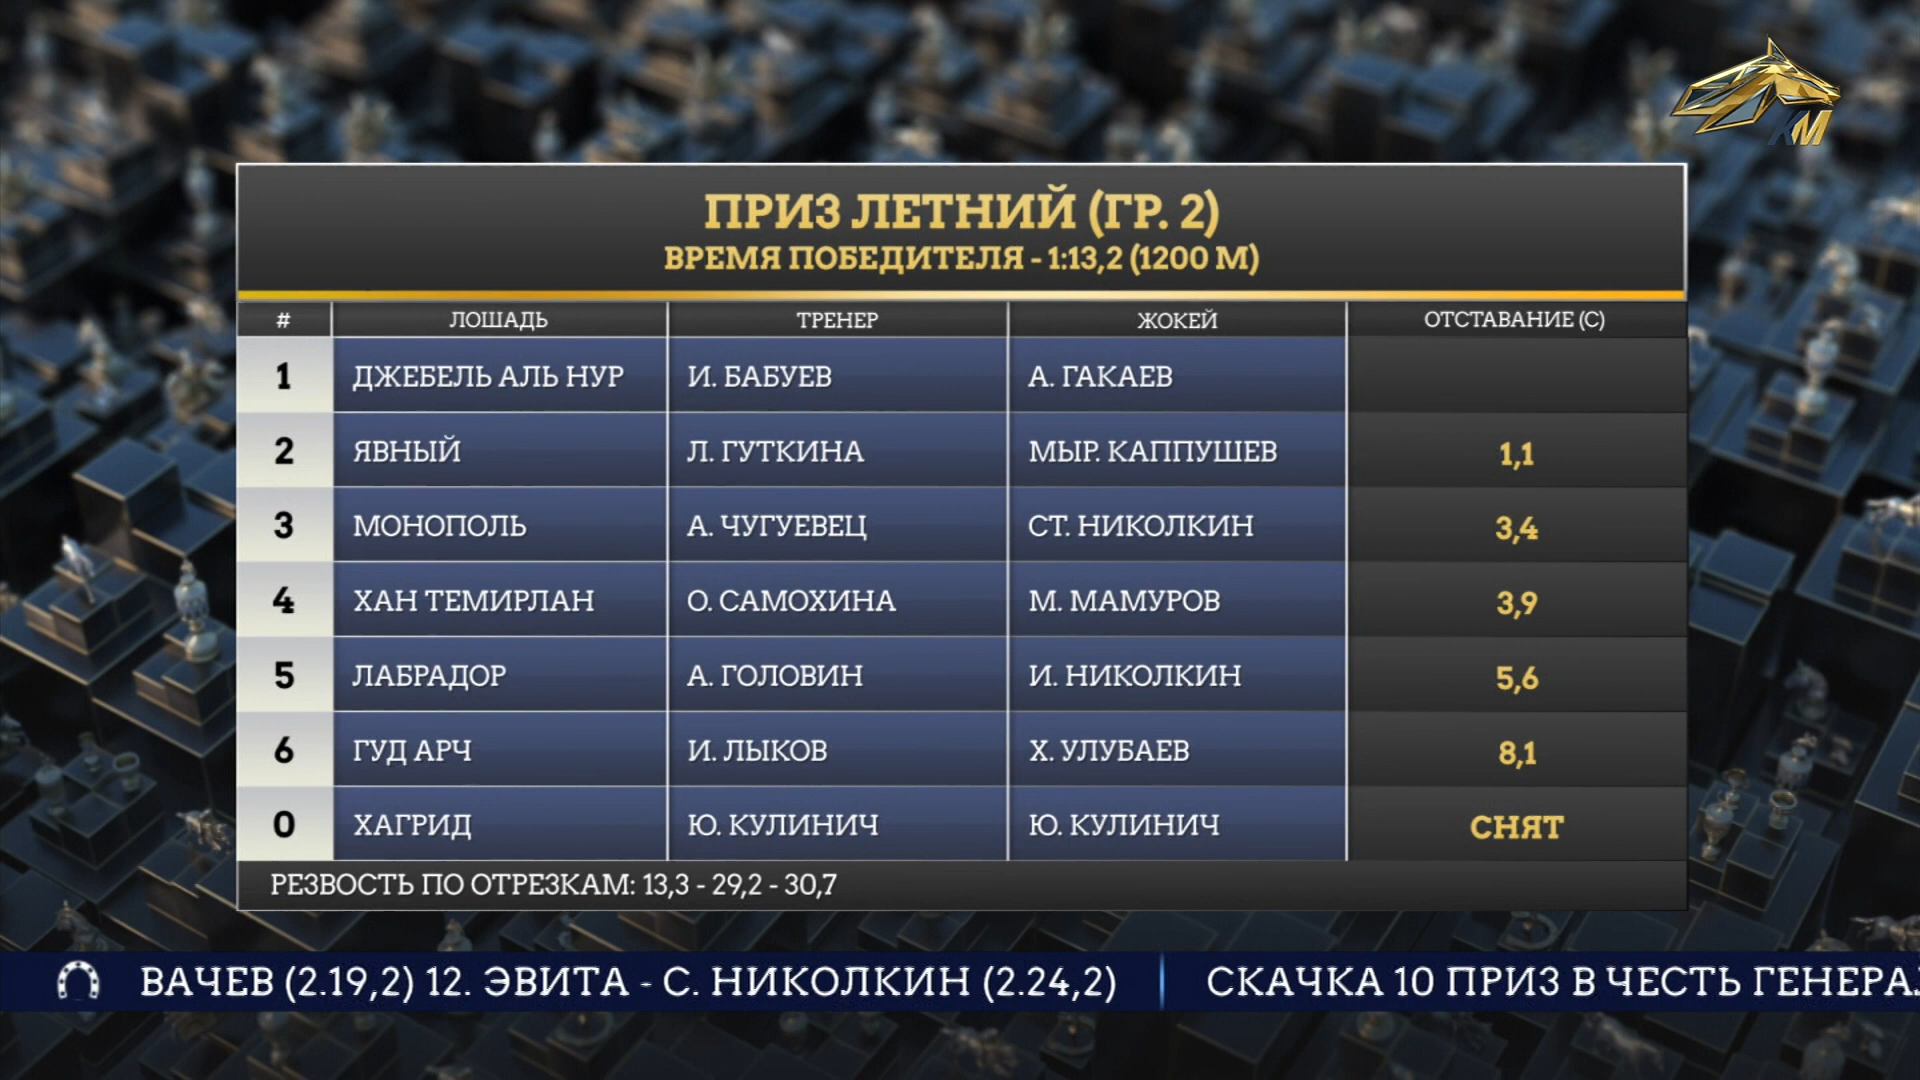 КМ
ПРИЗ ЛЕТНИЙ (ГР. 2)
ВРЕМЯ ПОБЕДИТЕЛЯ - 1:13,2 (1200 М)
# ЛОШАДЬ ТРЕНЕР ЖОКЕЙ ОТСТАВАНИЕ (С)
1 ДЖЕБЕЛЬ АЛЬ НУР И. БАБУЕВ А. ГАКАЕВ
2 ЯВНЫЙ Л. ГУТКИНА МЫР. КАППУШЕВ 1,1
3 МОНОПОЛЬ А. ЧУГУЕВЕЦ СТ. НИКОЛКИН 3,4
4 ХАН ТЕМИРЛАН О. САМОХИНА М. МАМУРОВ 3,9
5 ЛАБРАДОР А. ГОЛОВИН И. НИКОЛКИН 5,6
6 ГУД АРЧ И. ЛЫКОВ Х. УЛУБАЕВ 8,1
0 ХАГРИД Ю. КУЛИНИЧ Ю. КУЛИНИЧ СНЯТ
РЕЗВОСТЬ ПО ОТРЕЗКАМ: 13,3 - 29,2 - 30,7
ВАЧЕВ (2.19,2) 12. ЭВИТА - С. НИКОЛКИН (2.24,2) СКАЧКА 10 ПРИЗ В ЧЕСТЬ ГЕНЕРА